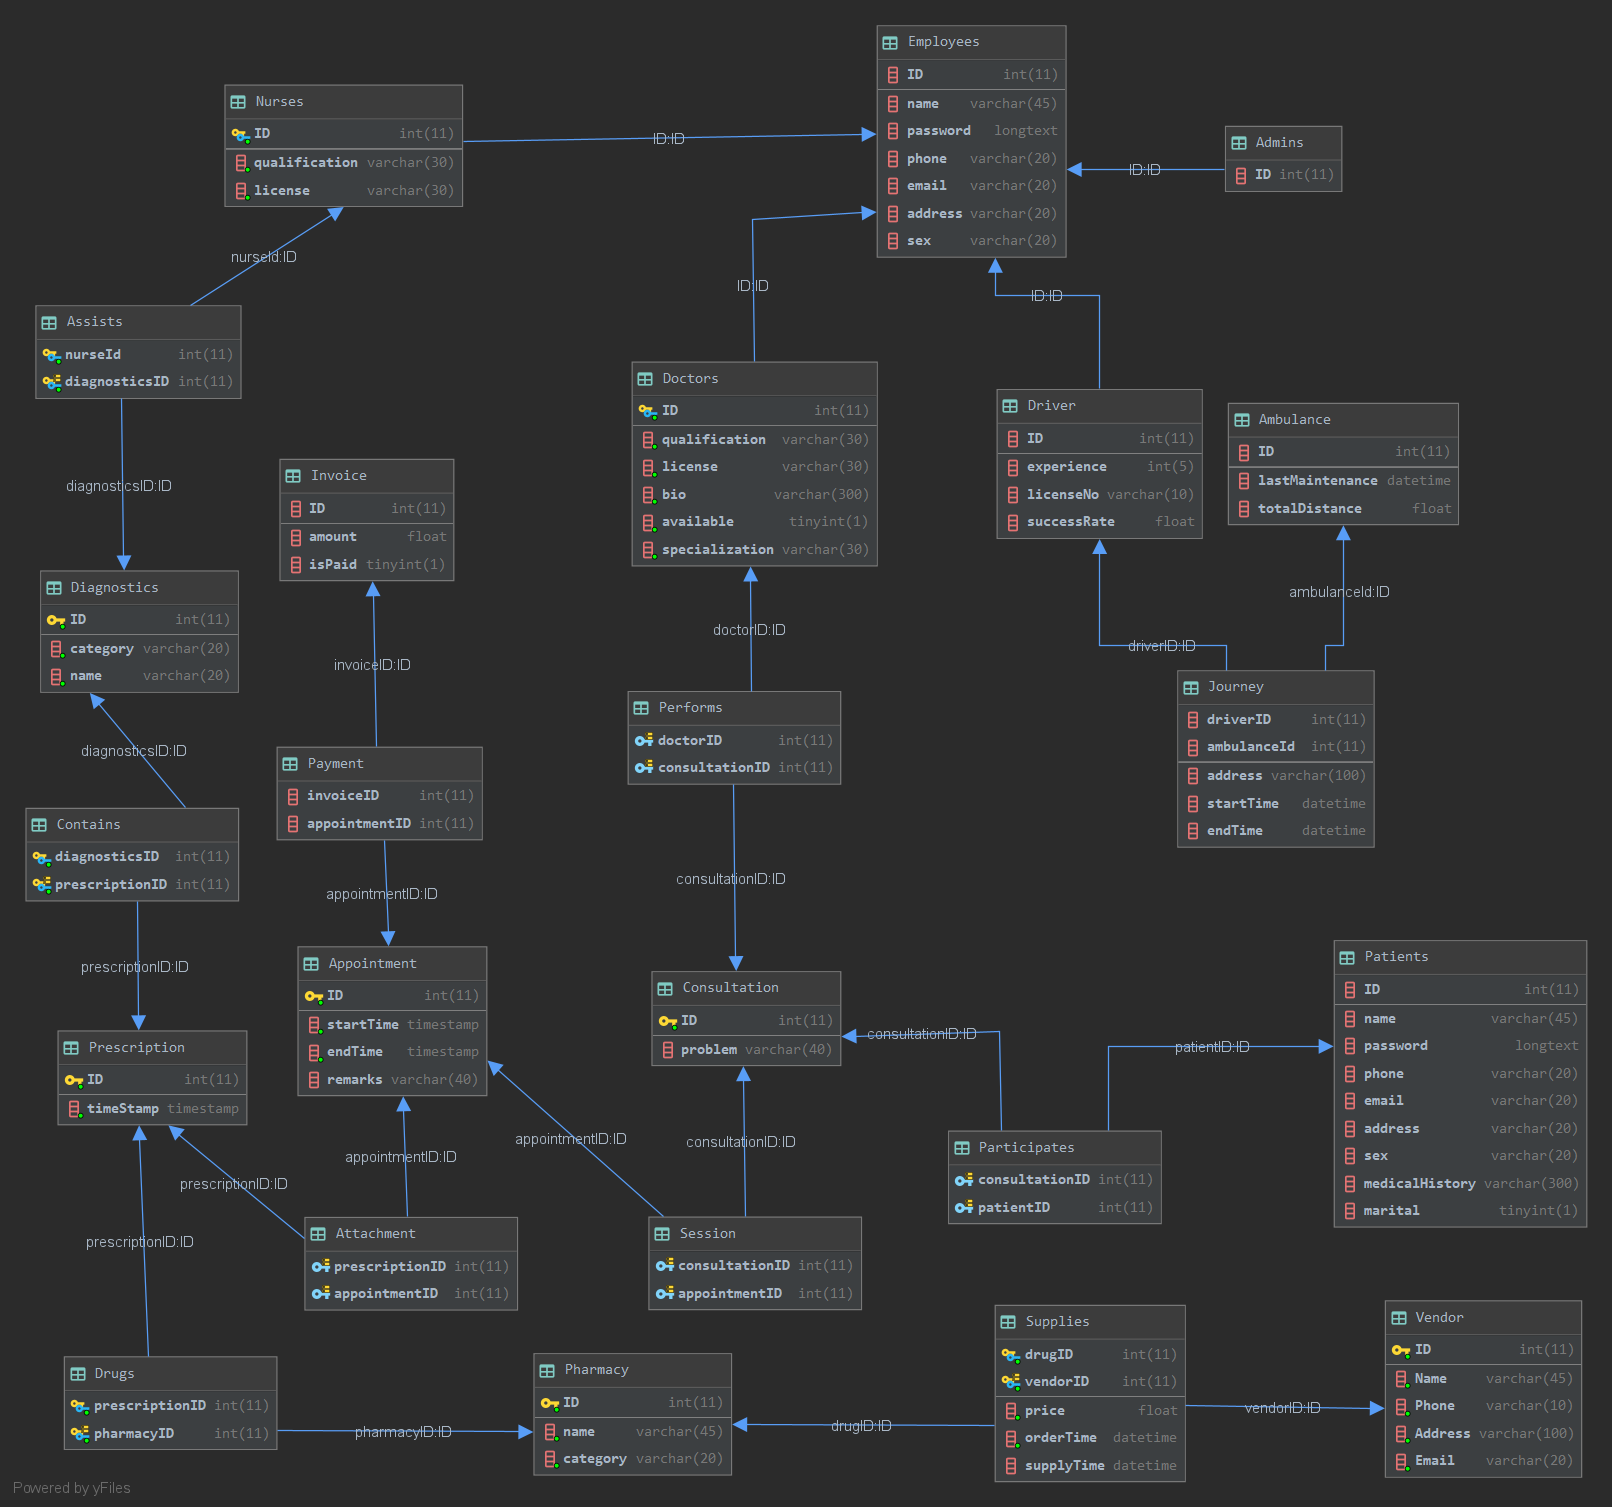 Employees
ID int(11)
name varchar(45)
password longtext
phone varchar(20)
email varchar(20)
address varchar(20)
sex varchar(20)
Nurses
ID int(11)
qualification varchar(30)
license varchar(30)
ID:ID
Admins
ID int(11)
ID:ID
nurseId:ID
ID:ID
ID:ID
Assists
nurseId int(11)
diagnosticsID int(11)
Doctors
ID int(11)
qualification varchar(30)
license varchar(30)
bio varchar(300)
available tinyint(1)
specialization varchar(30)
Driver
ID int(11)
experience int(5)
licenseNo varchar(10)
successRate float
Ambulance
ID int(11)
lastMaintenance datetime
totalDistance float
diagnosticsID:ID
Invoice
ID int(11)
amount float
isPaid tinyint(1)
Diagnostics
ID int(11)
category varchar(20)
name varchar(20)
ambulanceId:ID
doctorID:ID
driverID:ID
invoiceID:ID
Journey
driverID int(11)
ambulanceId int(11)
address varchar(100)
startTime datetime
endTime datetime
Performs
doctorID int(11)
consultationID int(11)
diagnosticsID:ID
Payment
invoiceID int(11)
appointmentID int(11)
Contains
diagnosticsID int(11)
prescriptionID int(11)
consultationID:ID
appointmentID:ID
prescriptionID:ID
Appointment
ID int(11)
startTime timestamp
endTime timestamp
remarks varchar(40)
Consultation
ID int(11)
problem varchar(40)
consultationID:ID
patientID:ID
Patients
ID int(11)
name varchar(45)
password longtext
phone varchar(20)
email varchar(20)
address varchar(20)
sex varchar(20)
medicalHistory varchar(300)
marital tinyint(1)
Prescription
ID int(11)
timeStamp timestamp
appointmentID:ID
consultationID:ID
appointmentID:ID
prescriptionID:ID
Participates
consultationID int(11)
patientID int(11)
prescriptionID:ID
Attachment
prescriptionID int(11)
appointmentID int(11)
Session
consultationID int(11)
appointmentID int(11)
Supplies
drugID int(11)
vendorID int(11)
price float
orderTime datetime
supplyTime datetime
Vendor
ID int(11)
Name varchar(45)
Phone varchar(10)
Address varchar(100)
Email varchar(20)
vendorID:ID
Drugs
prescriptionID int(11)
pharmacyID int(11)
Pharmacy
ID int(11)
name varchar(45)
category varchar(20)
drugID:ID
pharmacyID:ID
Powered by yFiles